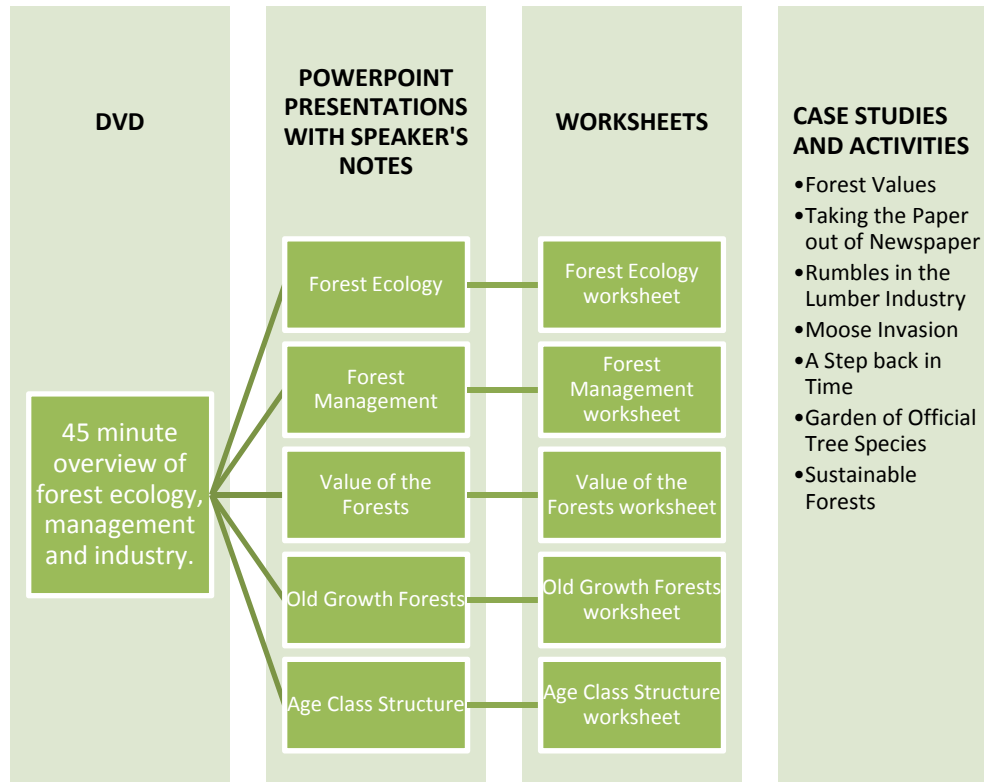 DVD
45 minute
overview of
forest ecology,
management
and industry.
POWERPOINT
PRESENTATIONS
WITH SPEAKER'S
NOTES
Forest Ecology
Forest
Management
Value of the
Forests
Old Growth Forests
Age Class Structure
WORKSHEETS
Forest Ecology
worksheet
Forest
Management
worksheet
Value of the
Forests worksheet
Old Growth Forests
worksheet
Age Class Structure
worksheet
CASE STUDIES
AND ACTIVITIES
•Forest Values
•Taking the Paper
out of Newspaper
•Rumbles in the
Lumber Industry
•Moose Invasion
•A Step back in
Time
•Garden of Official
Tree Species
•Sustainable
Forests